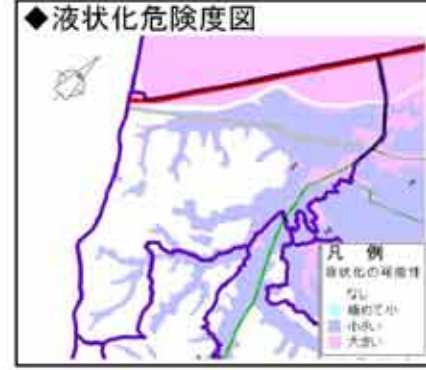 ◆液状化危険度図
凡 例
液状化の可能性
なし
極めて小
小さい
大きい